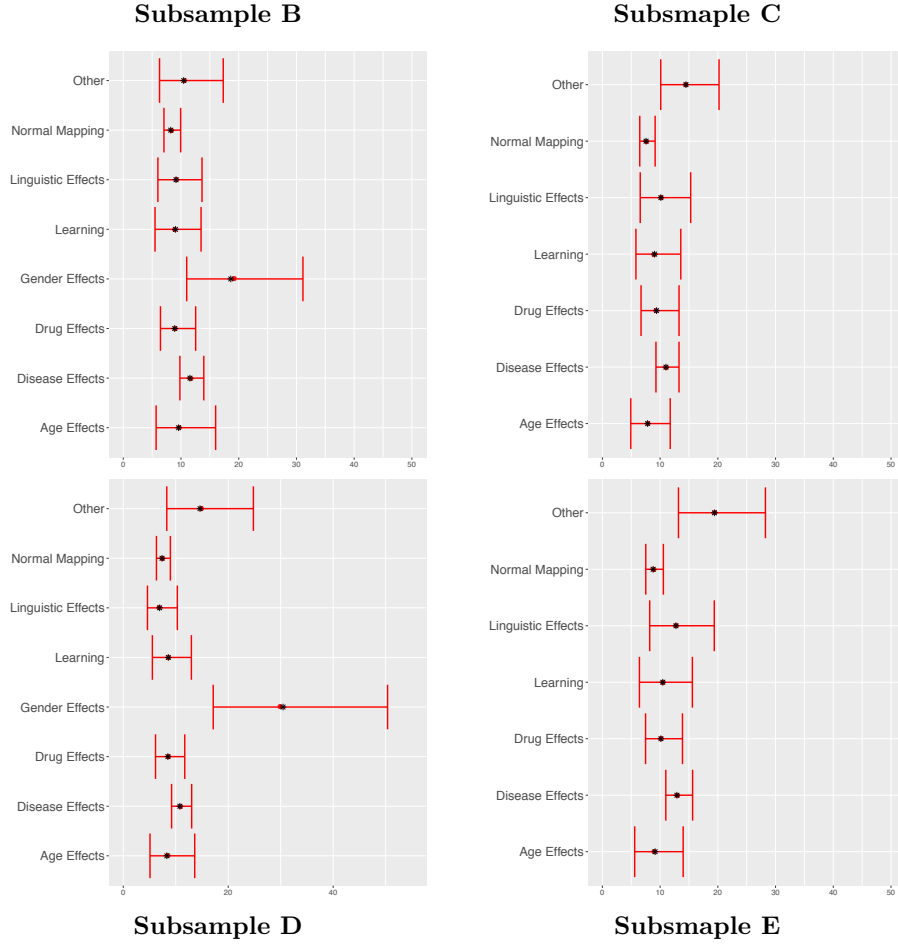 Subsample B
Subsmaple C
Other
Normal Mapping
Linguistic Effects
Learning
Gender Effects
Drug Effects
Disease Effects
Age Effects
0 10 20 30 40 50
Other
Normal Mapping
Linguistic Effects
Learning
Drug Effects
Disease Effects
Age Effects
0 10 20 30 40 50
Other
Normal Mapping
Linguistic Effects
Learning
Gender Effects
Drug Effects
Disease Effects
Age Effects
0 20 40
Other
Normal Mapping
Linguistic Effects
Learning
Drug Effects
Disease Effects
Age Effects
0 10 20 30 40 50
Subsample D
Subsmaple E